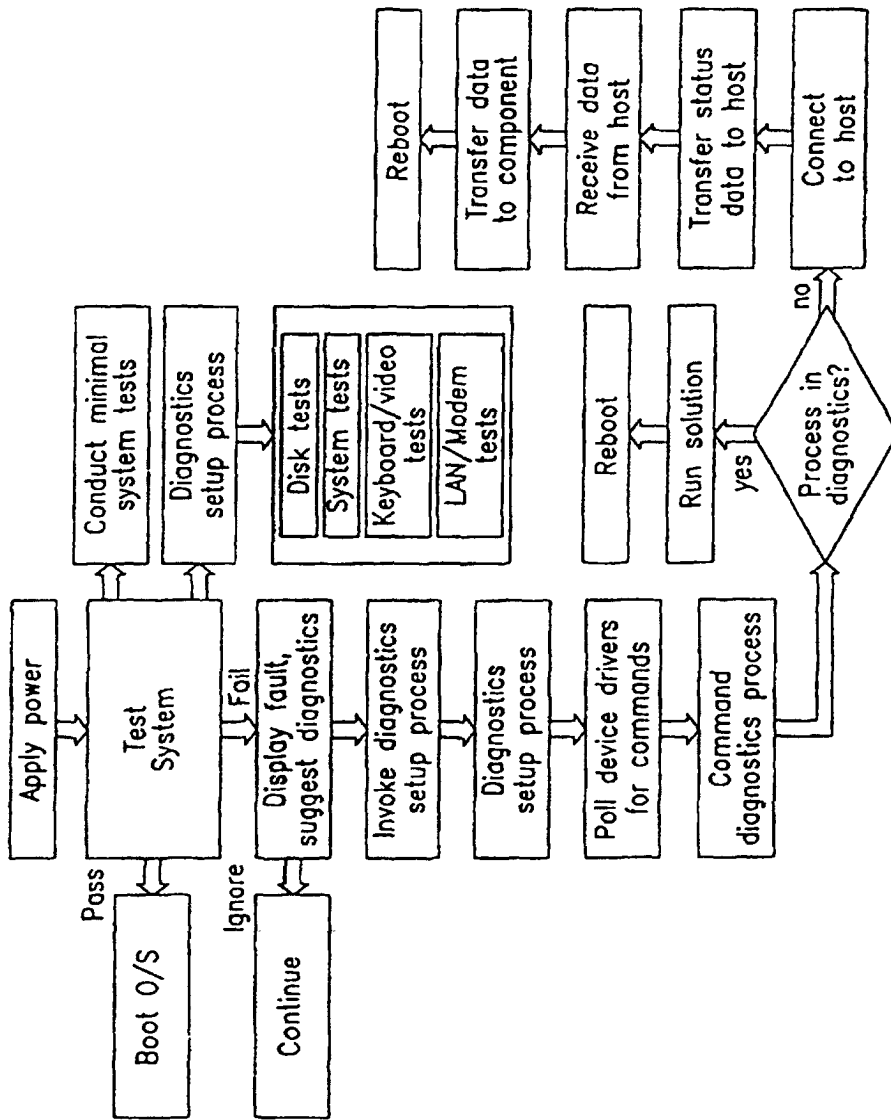 Apply power
Test
System
Pass
Boot O/S
Conduct minimal
system tests
Diagnostics
setup process
Disk tests
System tests
Keyboard/video
tests
LAN/Modem
tests
Fail
Display fault,
suggest diagnostics
Ignore
Continue
Invoke diagnostics
setup process
Diagnostics
setup process
Poll device drivers
for commands
Command
diagnostics process
Process in
diagnostics?
yes
Run solution
Reboot
no
Connect
to host
Transfer status
data to host
Receive data
from host
Transfer data
to component
Reboot